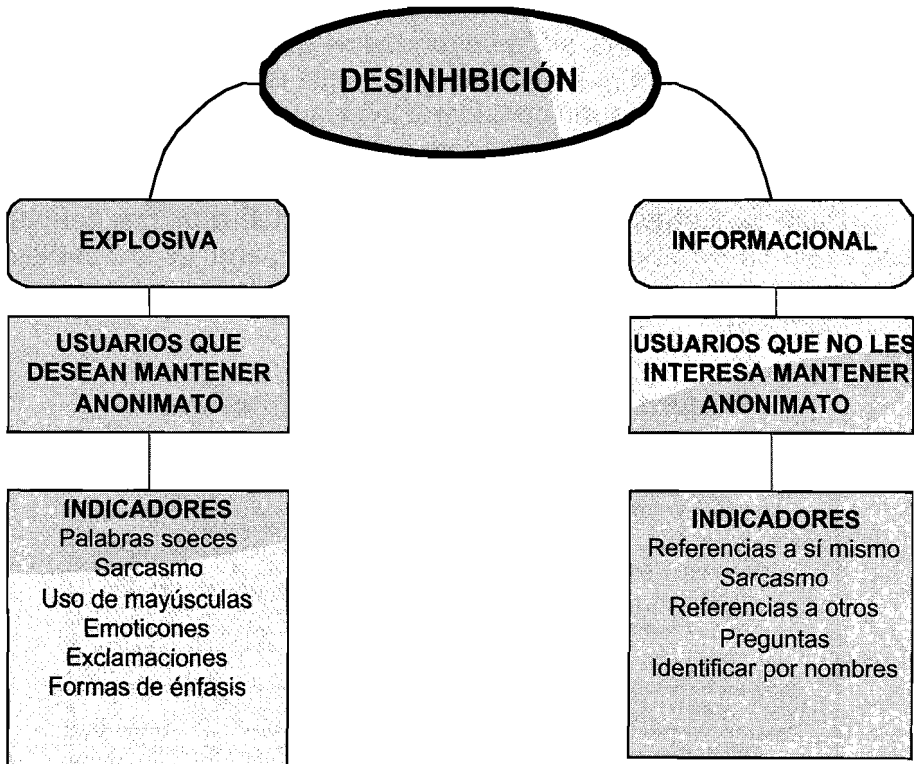 DESINHIBICIÓN
EXPLOSIVA
USUARIOS QUE
DESEAN MANTENER
ANONIMATO
INDICADORES
Palabras soeces
Sarcasmo
Uso de mayúsculas
Emoticones
Exclamaciones
Formas de énfasis
INFORMACIONAL
USUARIOS QUE NO LES
INTERESA MANTENER
ANONIMATO
INDICADORES
Referencias a sí mismo
Sarcasmo
Referencias a otros
Preguntas
Identificar por nombres